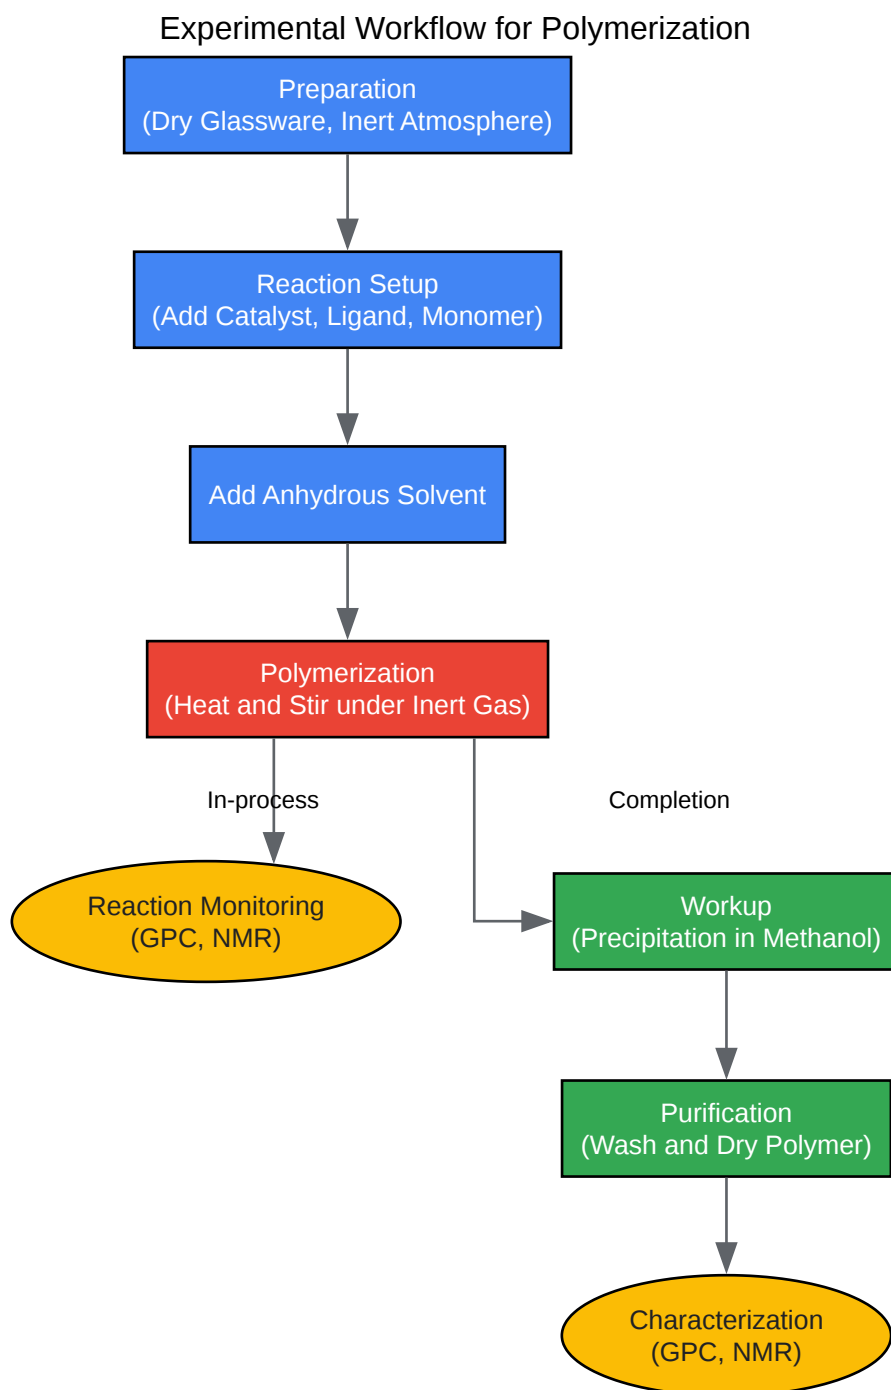 Experimental Workflow for Polymerization
Preparation
(Dry Glassware, Inert Atmosphere)
Reaction Setup
(Add Catalyst, Ligand, Monomer)
Add Anhydrous Solvent
Polymerization
(Heat and Stir under Inert Gas)
In-process
Completion
Reaction Monitoring
(GPC, NMR)
Workup
(Precipitation in Methanol)
Purification
(Wash and Dry Polymer)
Characterization
(GPC, NMR)